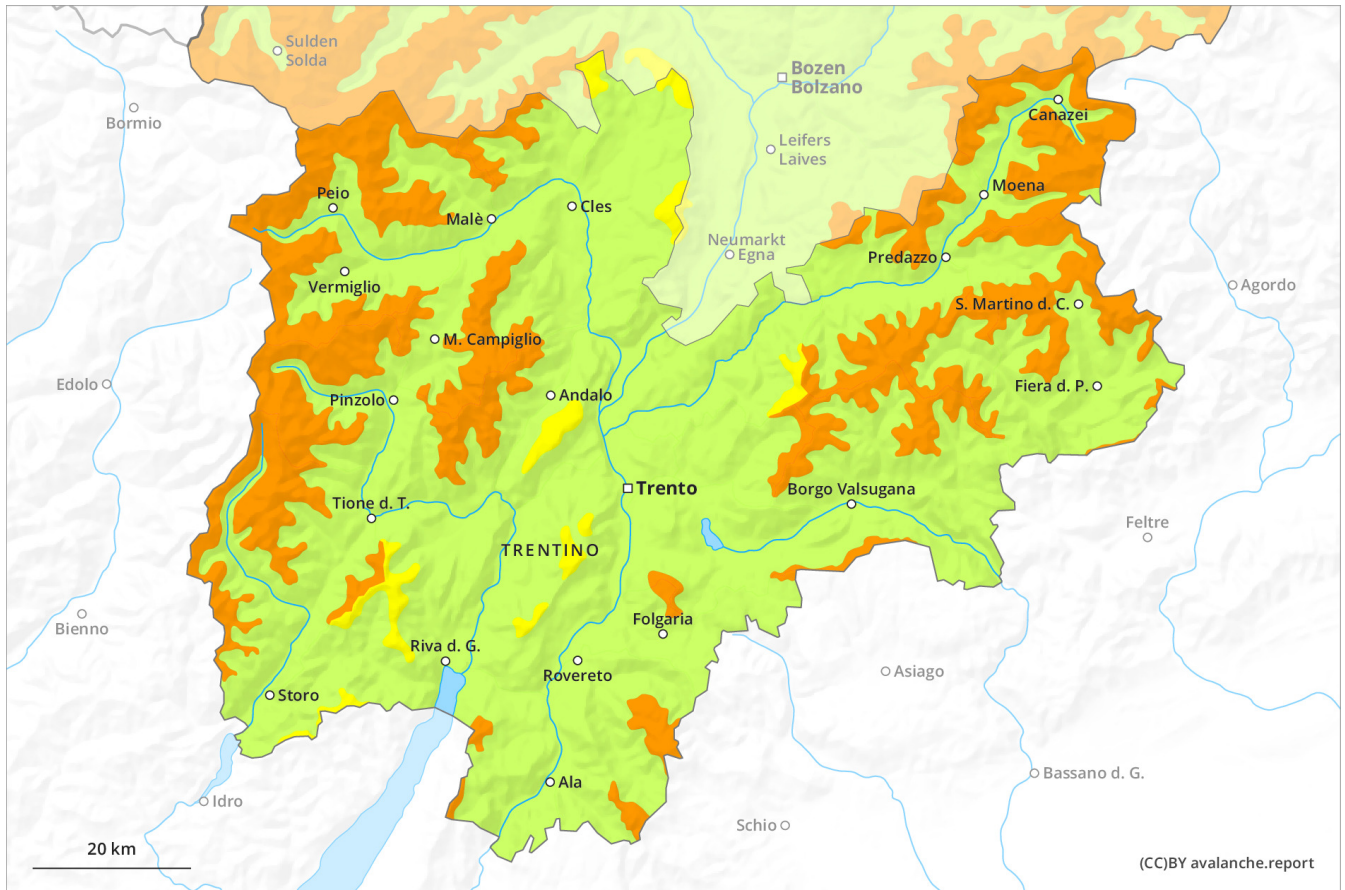 Sulden
Solda
Bozen
Bolzano
Bormio
Canazei
Leifers
Laives
Peio
Moena
Malè
Cles
Neumarkt
Egna
Predazzo
Vermiglio
Agordo
S. Martino d. C.
M. Campiglio
Edolo
Pinzolo
Andalo
Fiera d. P.
Trento
Borgo Valsugana
Tione d. T.
Feltre
TRENTINO
Bienno
Folgaria
Riva d. G.
Rovereto
Asiago
Storo
Ala
Bassano d. G.
Idro
Schio
20 km
(CC)BY avalanche.report